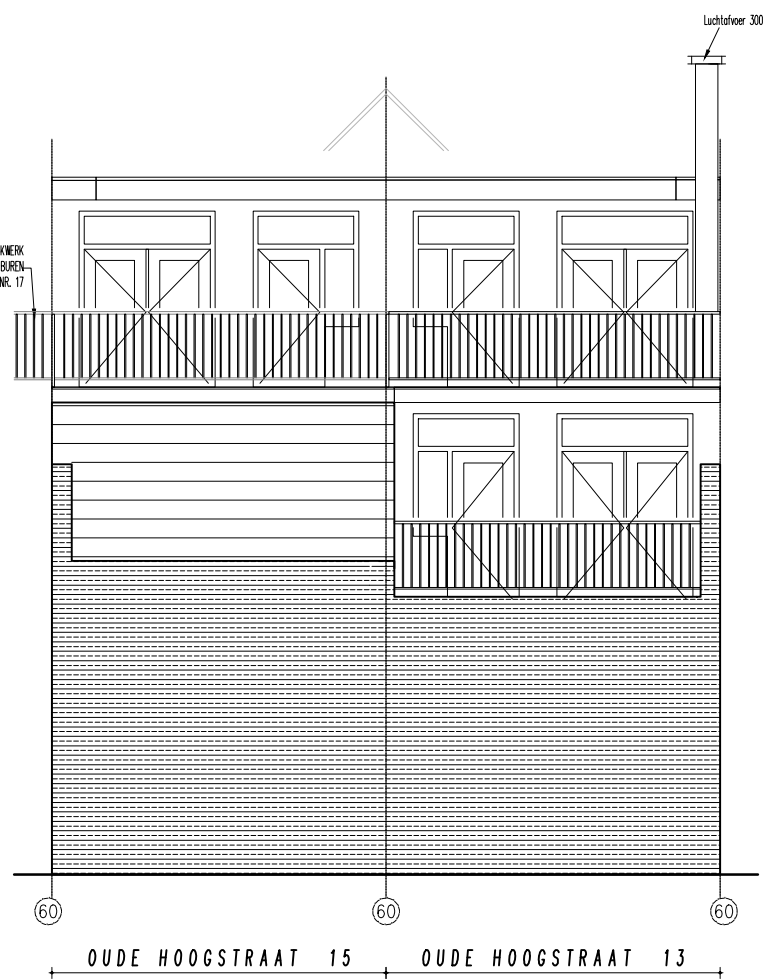 Luchtafvoer 300
KWERK
BUREN
NR. 17
60 60 60
OUDE HOOGSTRAAT 15 OUDE HOOGSTRAAT 13